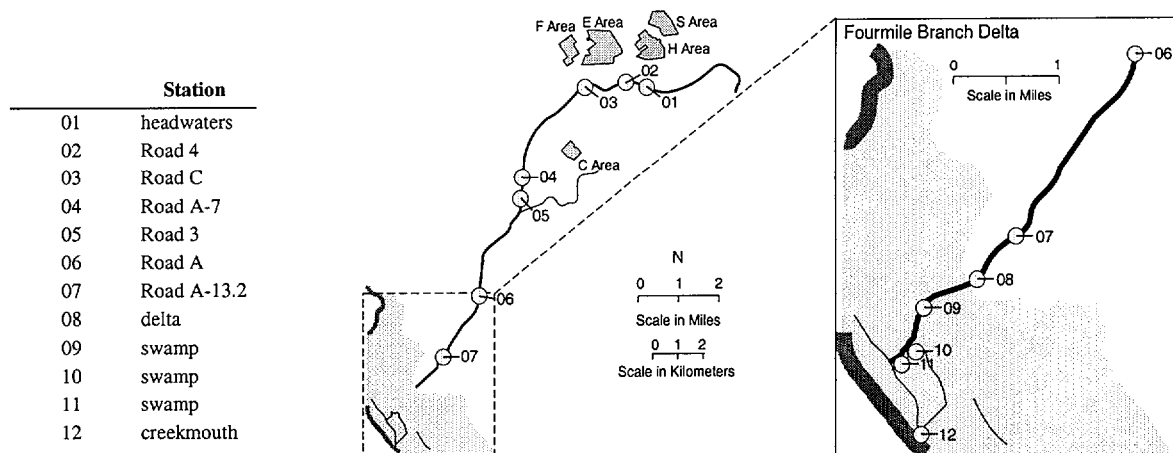 Station
01 headwaters
02 Road 4
03 Road C
04 Road A-7
05 Road 3
06 Road A
07 Road A-13.2
08 delta
09 swamp
10 swamp
11 swamp
12 creekmouth
F Area
E Area
S Area
H Area
02
03
01
C Area
04
05
06
07
N
0 1 2
Scale in Miles
0 1 2
Scale in Kilometers
Fourmile Branch Delta
0 1
Scale in Miles
06
07
08
09
10
11
12